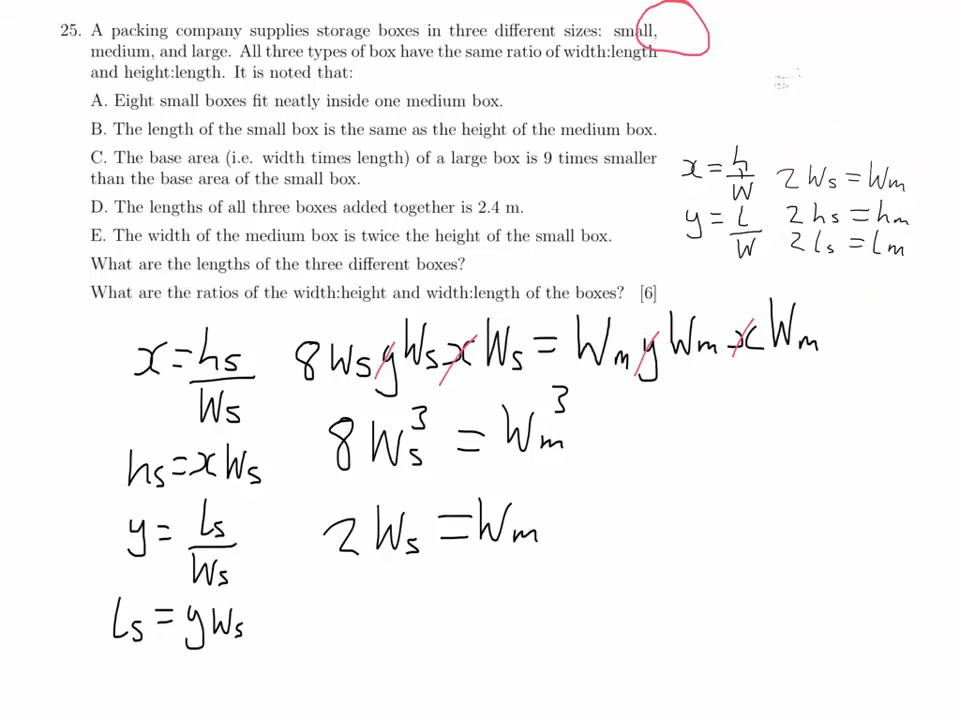 25. A packing company supplies storage boxes in three different sizes: small,
medium, and large. All three types of box have the same ratio of width:length
and height:length. It is noted that:
A. Eight small boxes fit neatly inside one medium box.
B. The length of the small box is the same as the height of the medium box.
C. The base area (i.e. width times length) of a large box is 9 times smaller
than the base area of the small box.
D. The lengths of all three boxes added together is 2.4 m.
E. The width of the medium box is twice the height of the small box.
What are the lengths of the three different boxes?
What are the ratios of the width:height and width:length of the boxes? [6]
x = h/W 2Ws = Wm
y = L/W 2hs = hm
2Ls = Lm
x = hs/Ws 8WsyWsxWs = WmyWmxWm
8Ws³ = Wm³
hs = xWs
y = Ls/Ws 2Ws = Wm
Ls = yWs